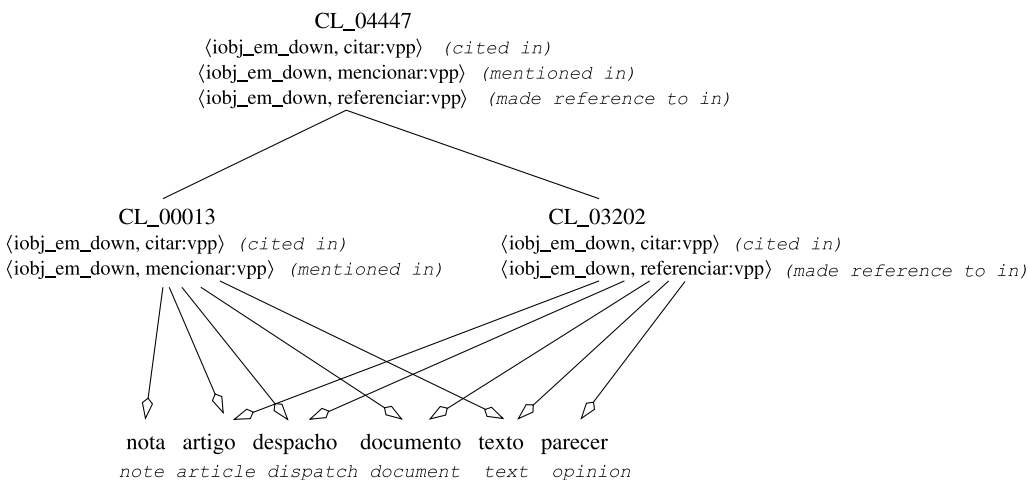 CL_04447
⟨iobj_em_down, citar:vpp⟩ (cited in)
⟨iobj_em_down, mencionar:vpp⟩ (mentioned in)
⟨iobj_em_down, referenciar:vpp⟩ (made reference to in)
CL_00013
⟨iobj_em_down, citar:vpp⟩ (cited in)
⟨iobj_em_down, mencionar:vpp⟩ (mentioned in)
CL_03202
⟨iobj_em_down, citar:vpp⟩ (cited in)
⟨iobj_em_down, referenciar:vpp⟩ (made reference to in)
nota artigo despacho documento texto parecer
note article dispatch document text opinion